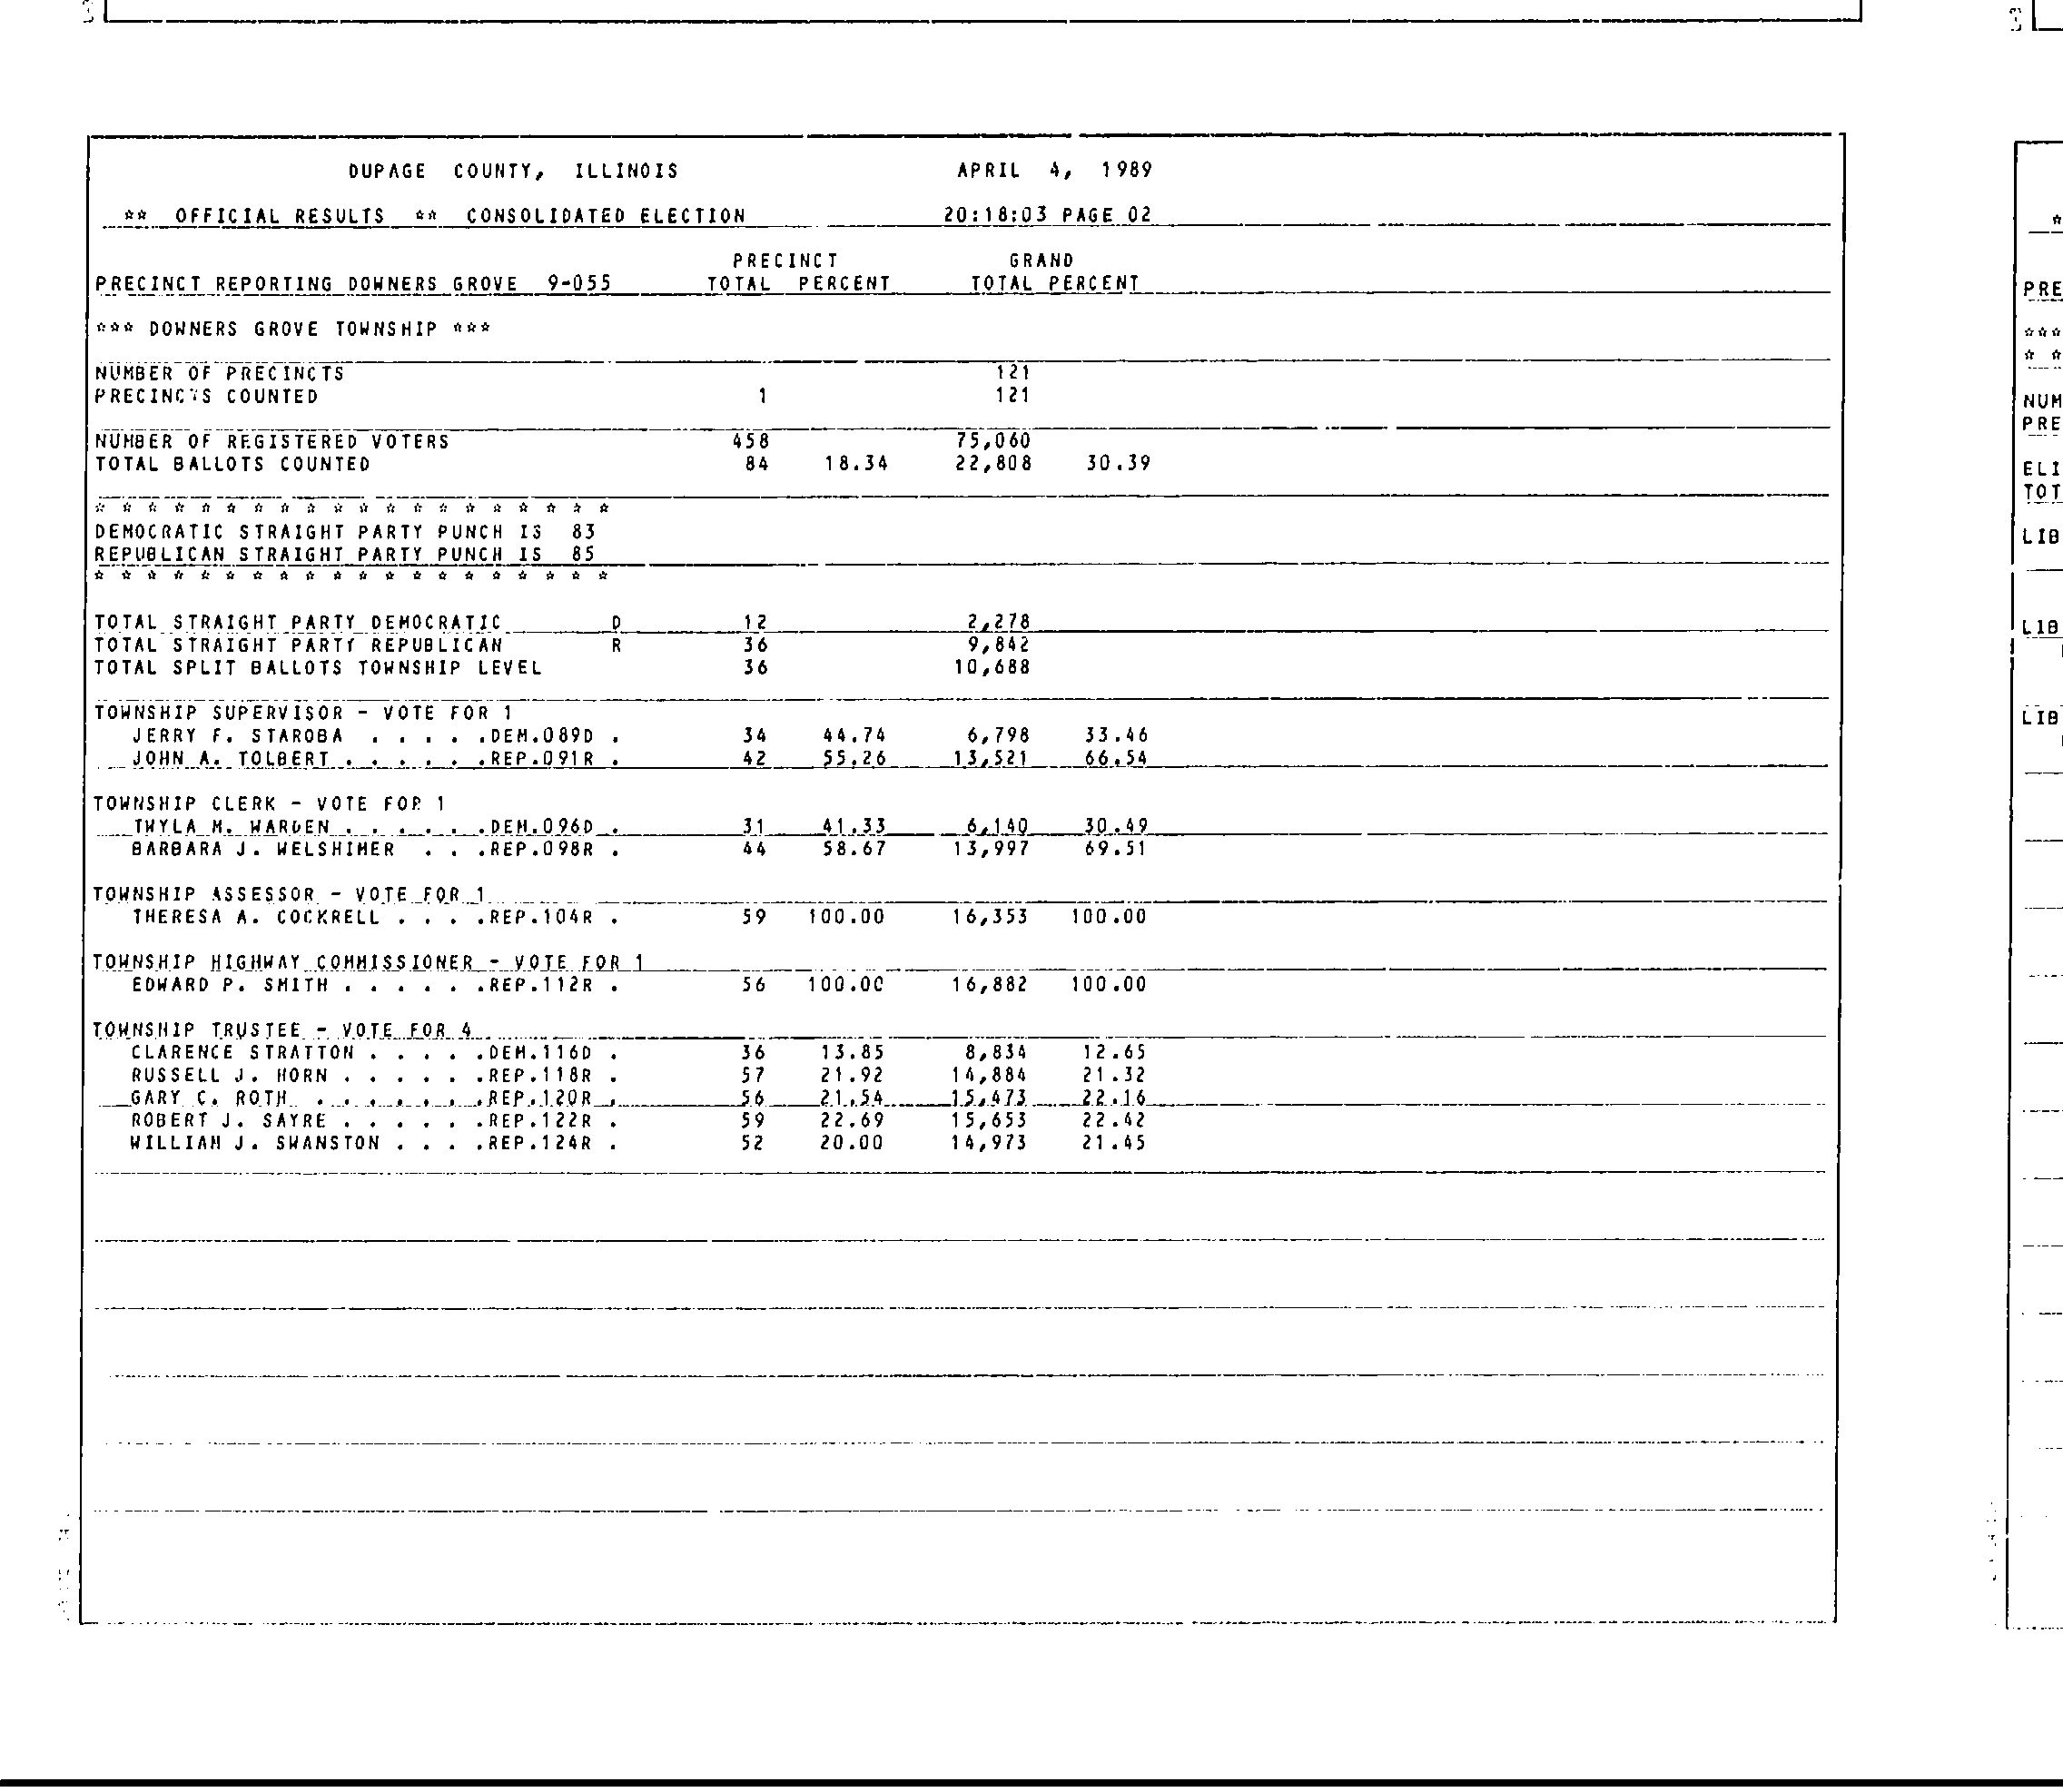 DUPAGE COUNTY, ILLINOIS APRIL 4, 1989
** OFFICIAL RESULTS ** CONSOLIDATED ELECTION 20:18:03 PAGE 02
PRECINCT GRAND
PRECINCT REPORTING DOWNERS GROVE 9-055 TOTAL PERCENT TOTAL PERCENT
*** DOWNERS GROVE TOWNSHIP ***
NUMBER OF PRECINCTS 121
PRECINCTS COUNTED 1 121
NUMBER OF REGISTERED VOTERS 458 75,060
TOTAL BALLOTS COUNTED 84 18.34 22,808 30.39
* * * * * * * * * * * * * * * * * * * *
DEMOCRATIC STRAIGHT PARTY PUNCH IS 83
REPUBLICAN STRAIGHT PARTY PUNCH IS 85
* * * * * * * * * * * * * * * * * * * *
TOTAL STRAIGHT PARTY DEMOCRATIC D 12 2,278
TOTAL STRAIGHT PARTY REPUBLICAN R 36 9,842
TOTAL SPLIT BALLOTS TOWNSHIP LEVEL 36 10,688
TOWNSHIP SUPERVISOR - VOTE FOR 1
JERRY F. STAROBA . . . . .DEM.089D . 34 44.74 6,798 33.46
JOHN A. TOLBERT . . . . . .REP.091R . 42 55.26 13,521 66.54
TOWNSHIP CLERK - VOTE FOR 1
TWYLA M. WARDEN . . . . . .DEM.096D . 31 41.33 6,140 30.49
BARBARA J. WELSHIMER . . .REP.098R . 44 58.67 13,997 69.51
TOWNSHIP ASSESSOR - VOTE FOR 1
THERESA A. COCKRELL . . . .REP.104R . 59 100.00 16,353 100.00
TOWNSHIP HIGHWAY COMMISSIONER - VOTE FOR 1
EDWARD P. SMITH . . . . . .REP.112R . 56 100.00 16,882 100.00
TOWNSHIP TRUSTEE - VOTE FOR 4
CLARENCE STRATTON . . . . .DEM.116D . 36 13.85 8,834 12.65
RUSSELL J. HORN . . . . . .REP.118R . 57 21.92 14,884 21.32
GARY C. ROTH . . . . . . .REP.120R . 56 21.54 15,473 22.16
ROBERT J. SAYRE . . . . . .REP.122R . 59 22.69 15,653 22.42
WILLIAM J. SWANSTON . . . .REP.124R . 52 20.00 14,973 21.45
*
PRE
***
* *
NUM
PRE
ELI
TOT
LIB
LIB
LIB